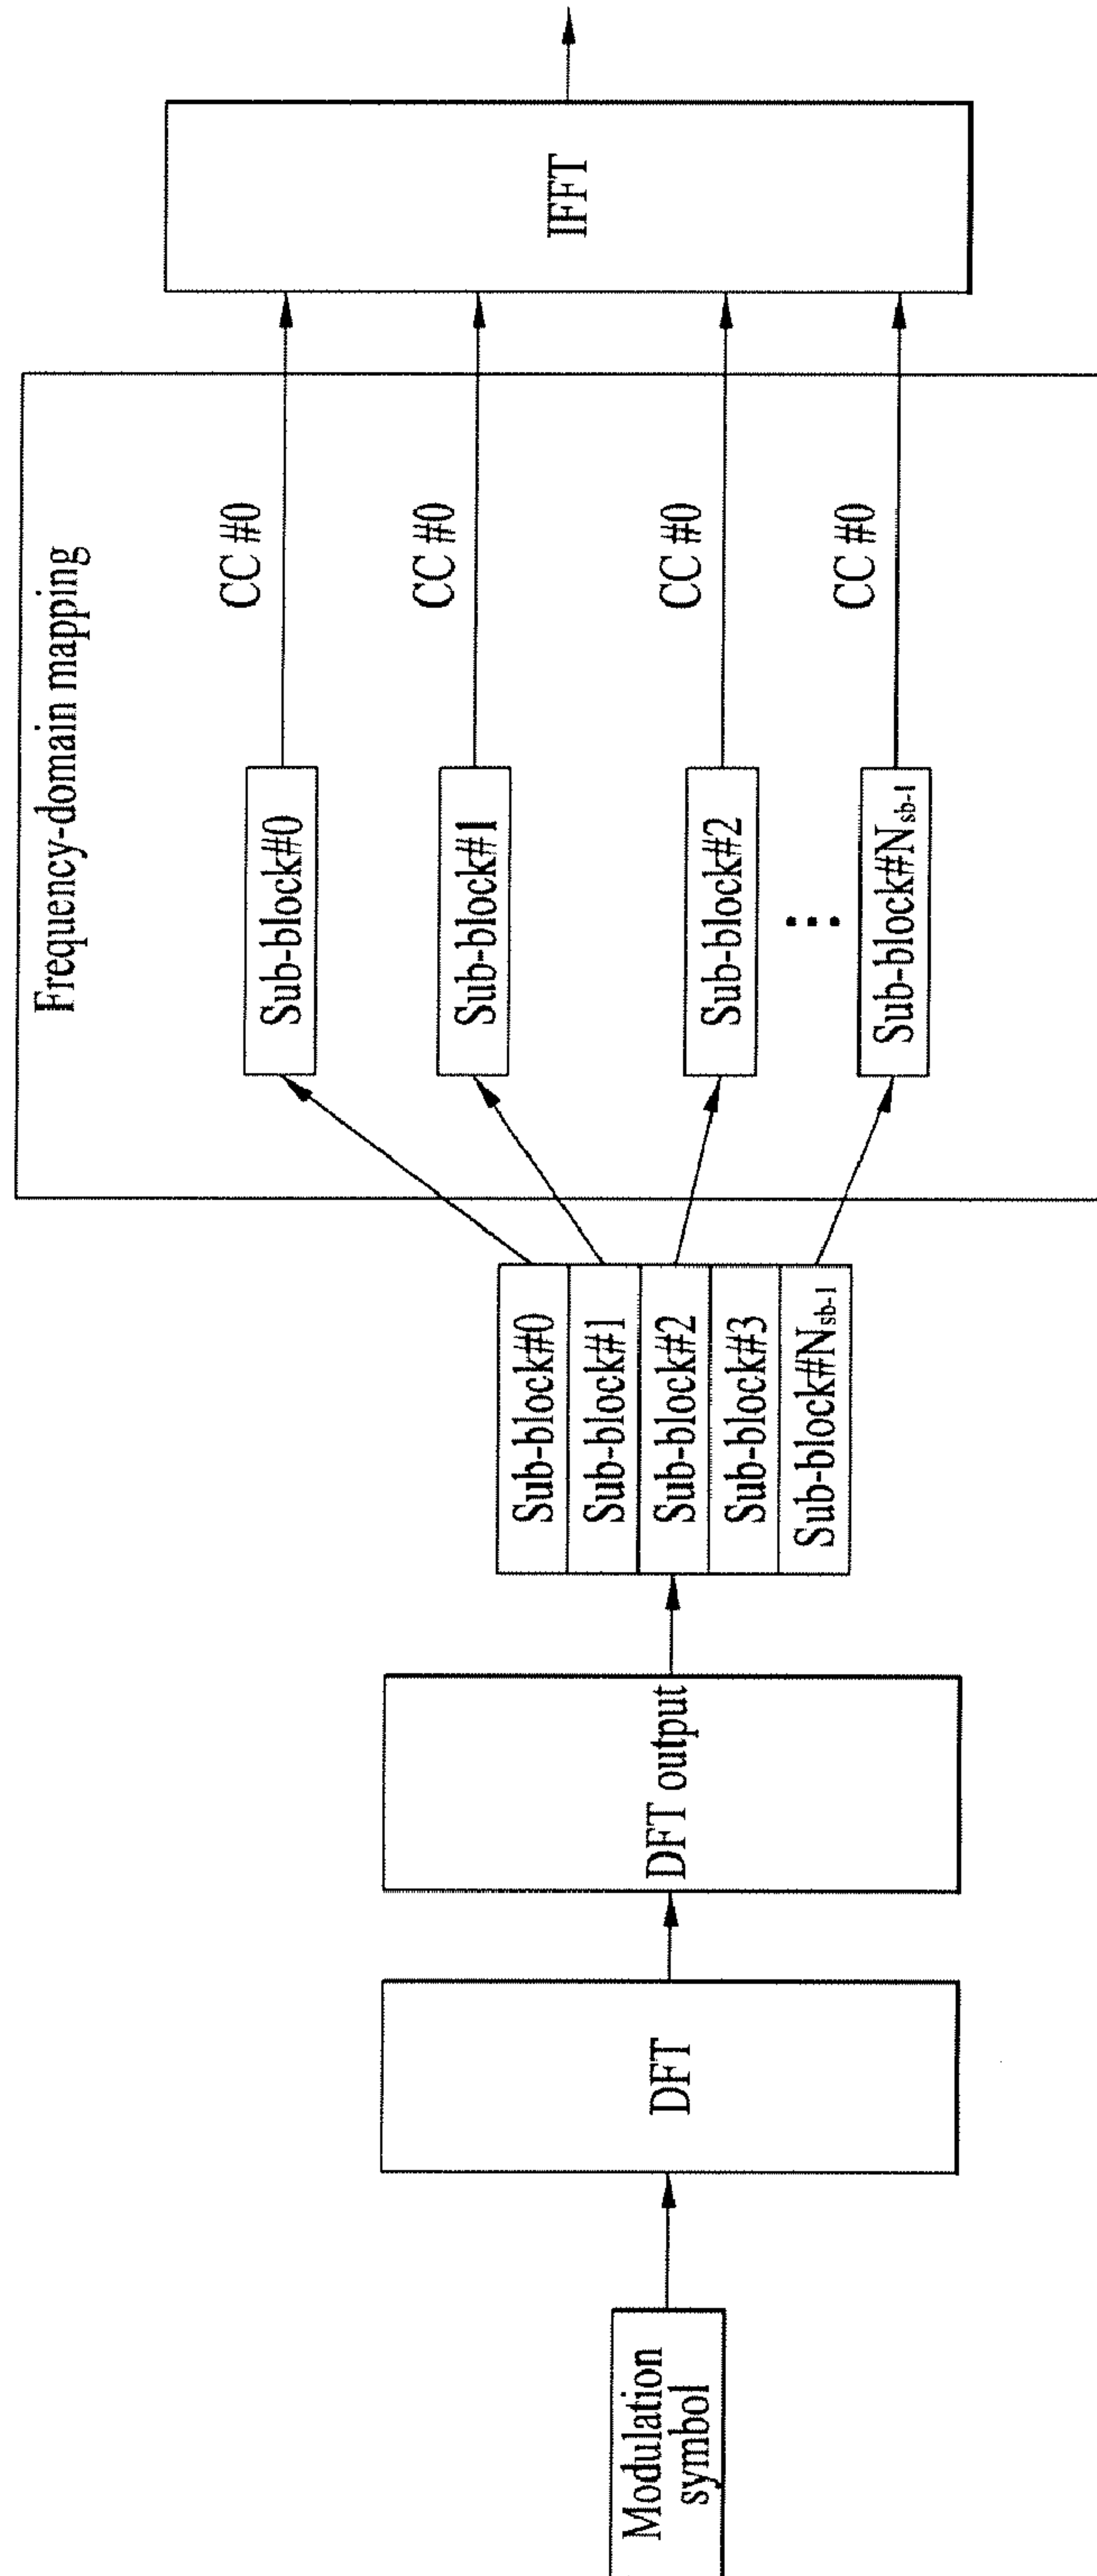 Modulation
symbol
DFT
DFT output
Sub-block#0
Sub-block#1
Sub-block#2
Sub-block#3
Sub-block#Nsb-1
Frequency-domain mapping
Sub-block#0
CC #0
Sub-block#1
CC #0
Sub-block#2
CC #0
⋮
Sub-block#Nsb-1
CC #0
IFFT